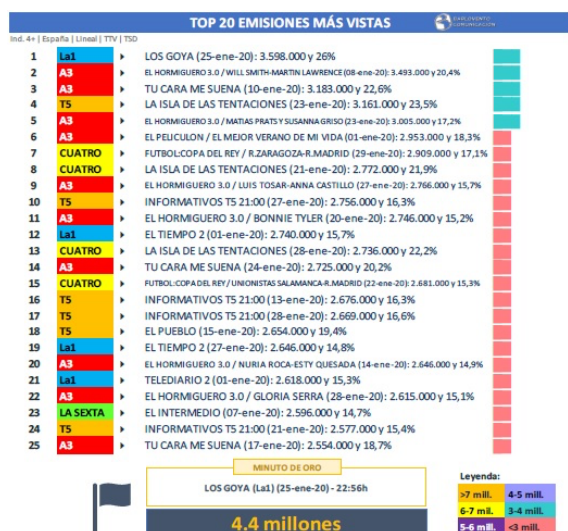 TOP 20 EMISIONES MÁS VISTAS
BARLOVENTO
COMUNICACIÓN
Ind. 4+ | España | Lineal | TTV | TSD
1 La1 LOS GOYA (25-ene-20): 3.598.000 y 26%
2 A3 EL HORMIGUERO 3.0 / WILL SMITH-MARTIN LAWRENCE(08-ene-20): 3.493.000 y 20,4%
3 A3 TU CARA ME SUENA (10-ene-20): 3.183.000 y 22,6%
4 T5 LA ISLA DE LAS TENTACIONES (23-ene-20): 3.161.000 y 23,5%
5 A3 EL HORMIGUERO 3.0 / MATIAS PRATS Y SUSANNA GRISO (23-ene-20): 3.005.000 y 17,2%
6 A3 EL PELICULON / EL MEJOR VERANO DE MI VIDA (01-ene-20): 2.953.000 y 18,3%
7 CUATRO FUTBOL:COPA DEL REY / R.ZARAGOZA-R.MADRID (29-ene-20): 2.909.000 y 17,1%
8 CUATRO LA ISLA DE LAS TENTACIONES (21-ene-20): 2.772.000 y 21,9%
9 A3 EL HORMIGUERO 3.0 / LUIS TOSAR-ANNA CASTILLO (27-ene-20): 2.766.000 y 15,7%
10 T5 INFORMATIVOS T5 21:00 (27-ene-20): 2.756.000 y 16,3%
11 A3 EL HORMIGUERO 3.0 / BONNIE TYLER (20-ene-20): 2.746.000 y 15,2%
12 La1 EL TIEMPO 2 (01-ene-20): 2.740.000 y 15,7%
13 CUATRO LA ISLA DE LAS TENTACIONES (28-ene-20): 2.736.000 y 22,2%
14 A3 TU CARA ME SUENA (24-ene-20): 2.725.000 y 20,2%
15 CUATRO FUTBOL:COPA DEL REY / UNIONISTAS SALAMANCA-R.MADRID (22-ene-20): 2.681.000 y 15,3%
16 T5 INFORMATIVOS T5 21:00 (13-ene-20): 2.676.000 y 16,3%
17 T5 INFORMATIVOS T5 21:00 (28-ene-20): 2.669.000 y 16,6%
18 T5 EL PUEBLO (15-ene-20): 2.654.000 y 19,4%
19 La1 EL TIEMPO 2 (27-ene-20): 2.646.000 y 14,8%
20 A3 EL HORMIGUERO 3.0 / NURIA ROCA-ESTY QUESADA (14-ene-20): 2.646.000 y 14,9%
21 La1 TELEDIARIO 2 (01-ene-20): 2.618.000 y 15,3%
22 A3 EL HORMIGUERO 3.0 / GLORIA SERRA (28-ene-20): 2.615.000 y 15,1%
23 LA SEXTA EL INTERMEDIO (07-ene-20): 2.596.000 y 14,7%
24 T5 INFORMATIVOS T5 21:00 (21-ene-20): 2.577.000 y 15,4%
25 A3 TU CARA ME SUENA (17-ene-20): 2.554.000 y 18,7%
MINUTO DE ORO
LOS GOYA (La1) (25-ene-20) - 22:56h
4.4 millones
Leyenda:
>7 mill. 4-5 mill.
6-7 mill. 3-4 mill.
5-6 mill. <3 mill.